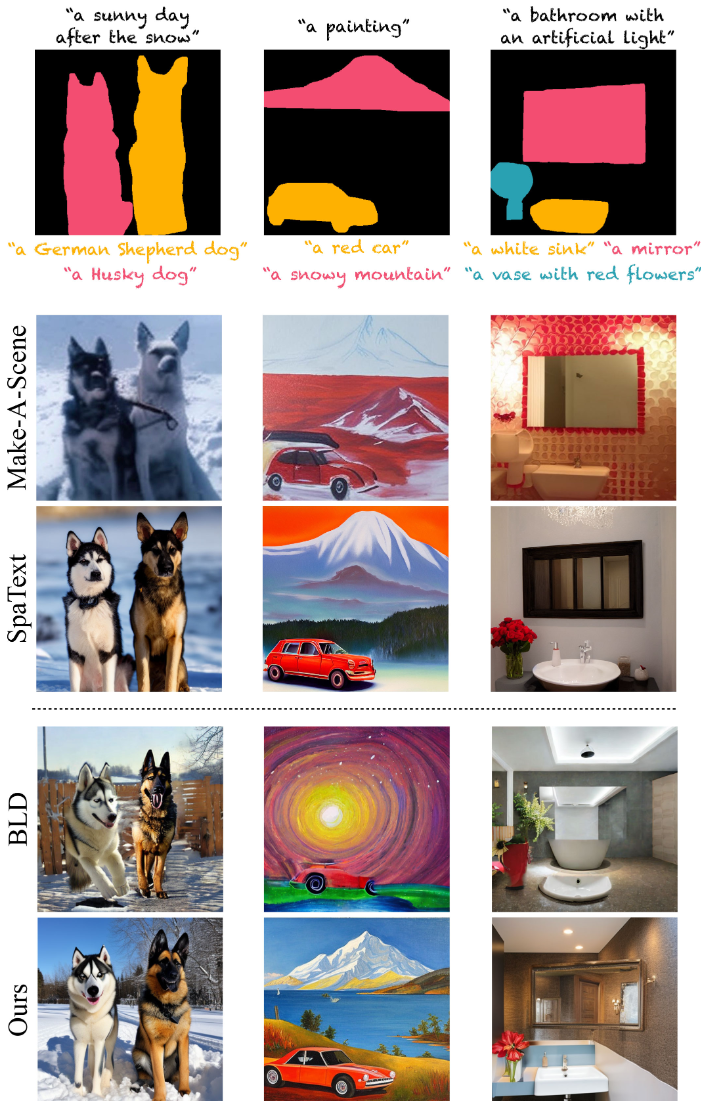 “a sunny day
after the snow”
“a painting”
“a bathroom with
an artificial light”
“a German Shepherd dog”
“a Husky dog”
“a red car”
“a snowy mountain”
“a white sink” “a mirror”
“a vase with red flowers”
Make-A-Scene
SpaText
BLD
Ours